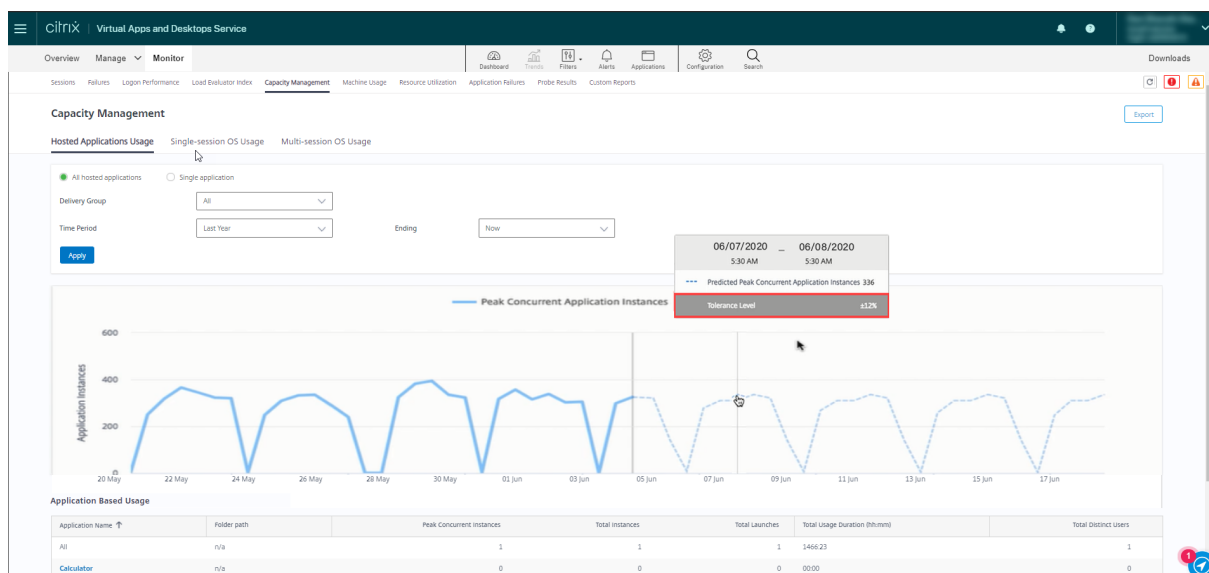 citrix | Virtual Apps and Desktops Service
Overview Manage Monitor Dashboard Trends Filters Alerts Applications Configuration Search Downloads
Sessions Failures Logon Performance Load Evaluator Index Capacity Management Machine Usage Resource Utilization Application Failures Probe Results Custom Reports
Capacity Management Export
Hosted Applications Usage Single-session OS Usage Multi-session OS Usage
All hosted applications Single application
Delivery Group All
Time Period Last Year Ending Now
Apply
06/07/2020 – 06/08/2020
5:30 AM 5:30 AM
Predicted Peak Concurrent Application Instances 336
Tolerance Level ±12%
Peak Concurrent Application Instances
Application Instances
600
400
200
0
20 May 22 May 24 May 26 May 28 May 30 May 01 Jun 03 Jun 05 Jun 07 Jun 09 Jun 11 Jun 13 Jun 15 Jun 17 Jun
Application Based Usage
Application Name Folder path Peak Concurrent Instances Total Instances Total Launches Total Usage Duration (hh:mm) Total Distinct Users
All n/a 1 1 1 1466:23 1
Calculator n/a 0 0 0 00:00 0
1